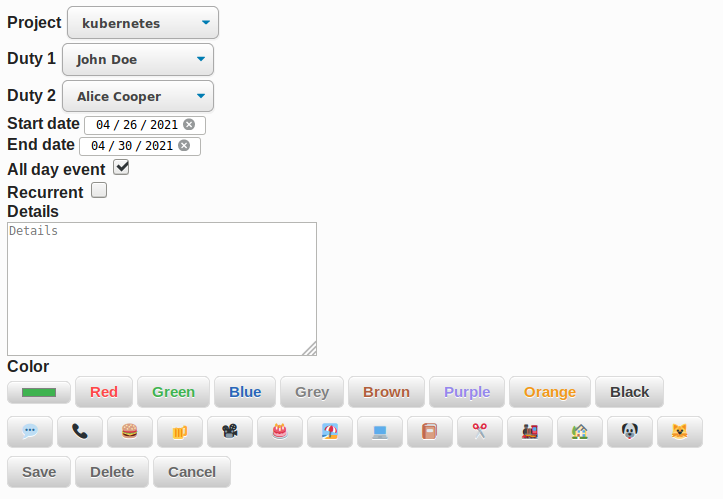 Project kubernetes
Duty 1 John Doe
Duty 2 Alice Cooper
Start date 04/26/2021
End date 04/30/2021
All day event
Recurrent
Details
Details
Color
Red Green Blue Grey Brown Purple Orange Black
Save Delete Cancel